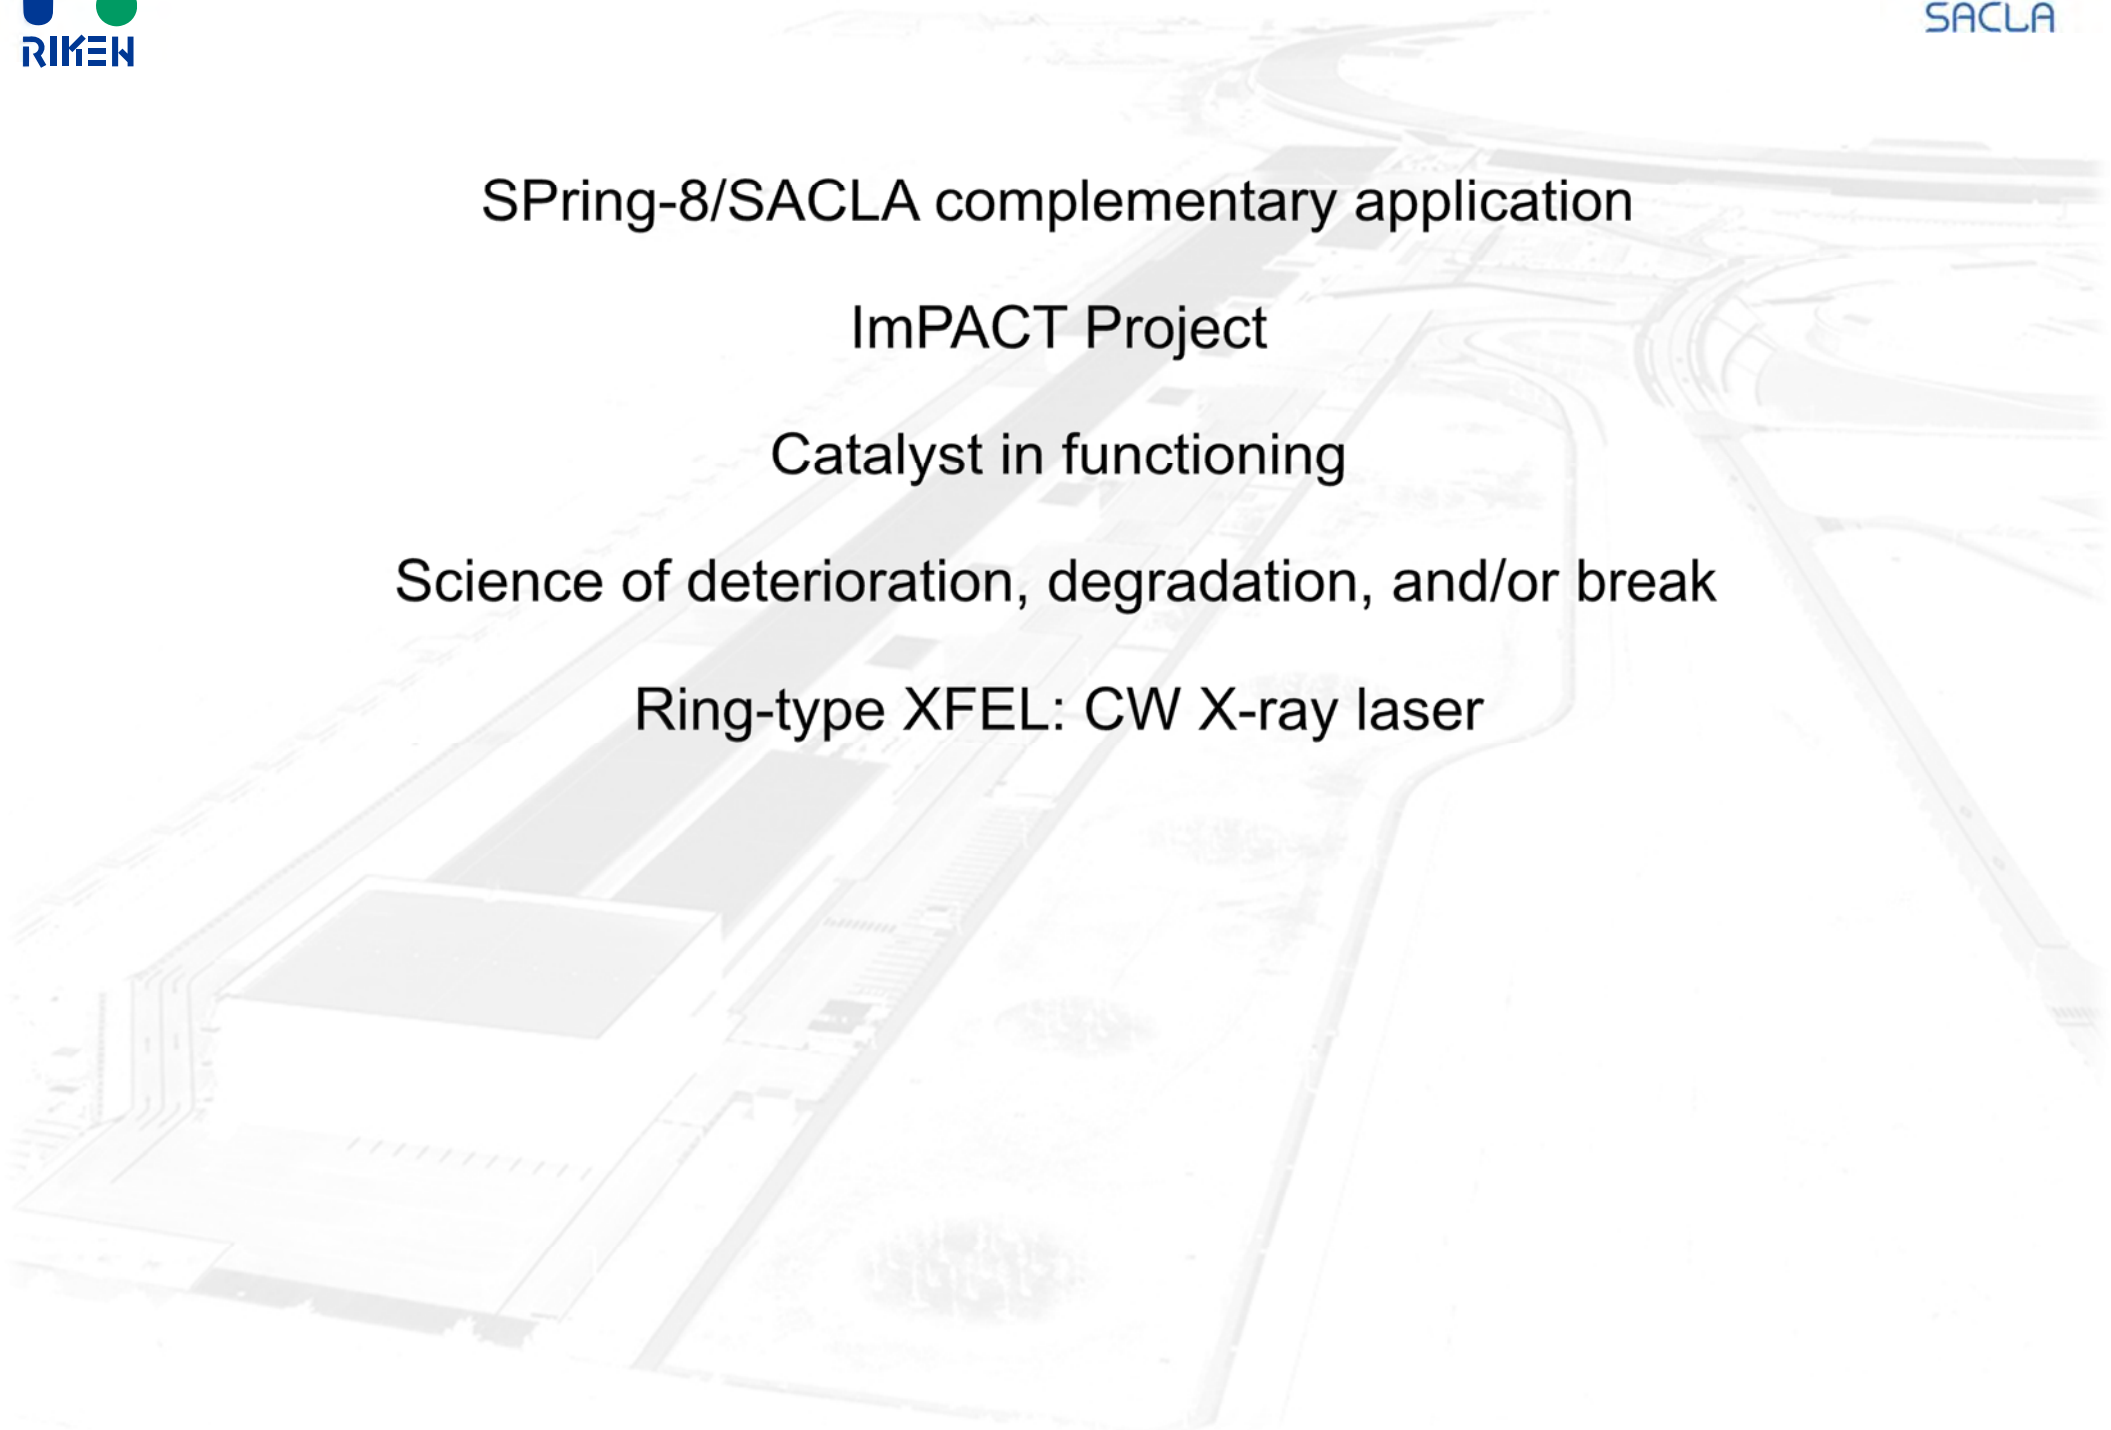 RIKEN
SACLA
SPring-8/SACLA complementary application
ImPACT Project
Catalyst in functioning
Science of deterioration, degradation, and/or break
Ring-type XFEL: CW X-ray laser